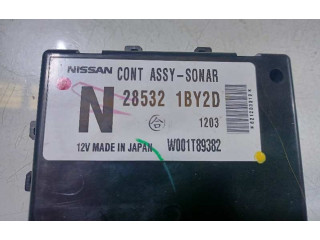 NISSAN CONT ASSY-SONAR
N 28532 1BY2D
1203
12V MADE IN JAPAN W001T89382